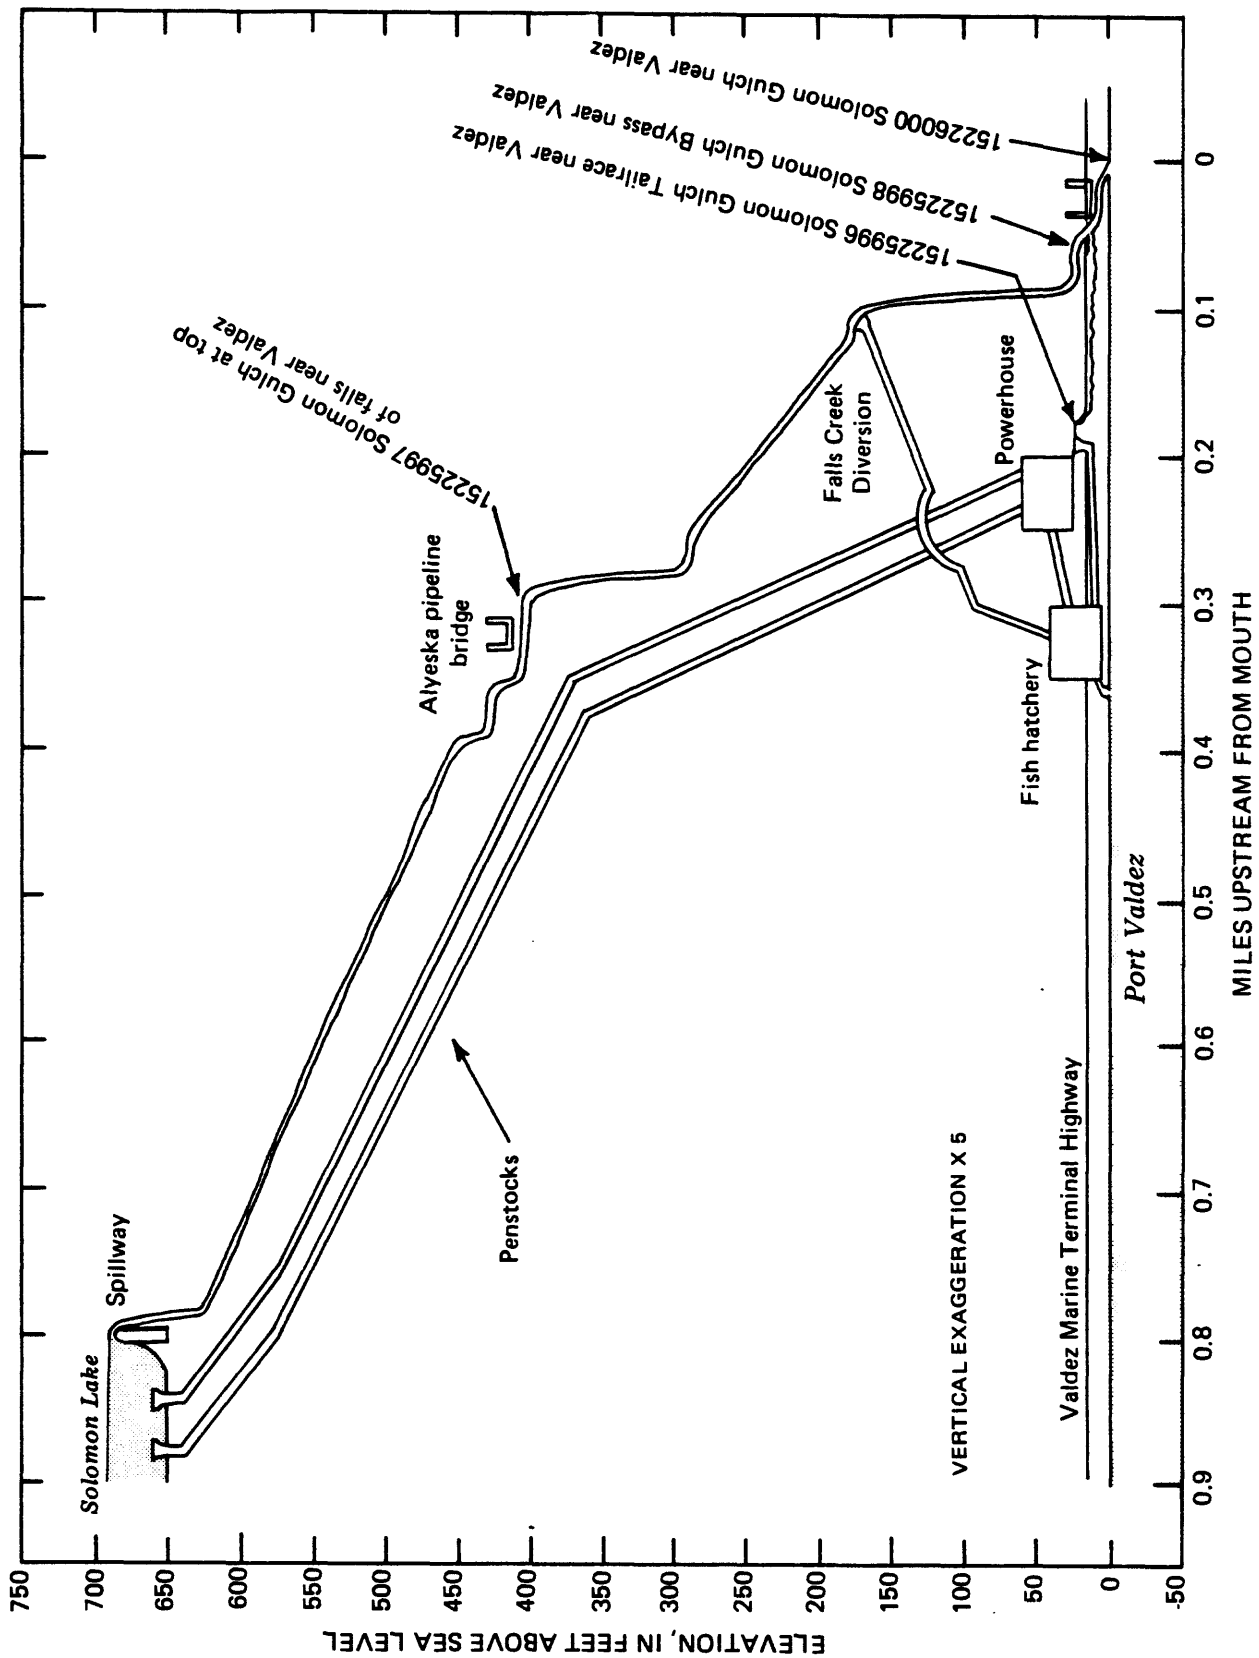 ELEVATION, IN FEET ABOVE SEA LEVEL
750
700
650
600
550
500
450
400
350
300
250
200
150
100
50
0
-50
Solomon Lake
Spillway
Penstocks
Alyeska pipeline
bridge
15225997 Solomon Gulch at top
of falls near Valdez
15225996 Solomon Gulch Tailrace near Valdez
15225998 Solomon Gulch Bypass near Valdez
15226000 Solomon Gulch near Valdez
Falls Creek
Diversion
Powerhouse
Fish hatchery
VERTICAL EXAGGERATION X 5
Valdez Marine Terminal Highway
Port Valdez
0.9
0.8
0.7
0.6
0.5
0.4
0.3
0.2
0.1
0
MILES UPSTREAM FROM MOUTH